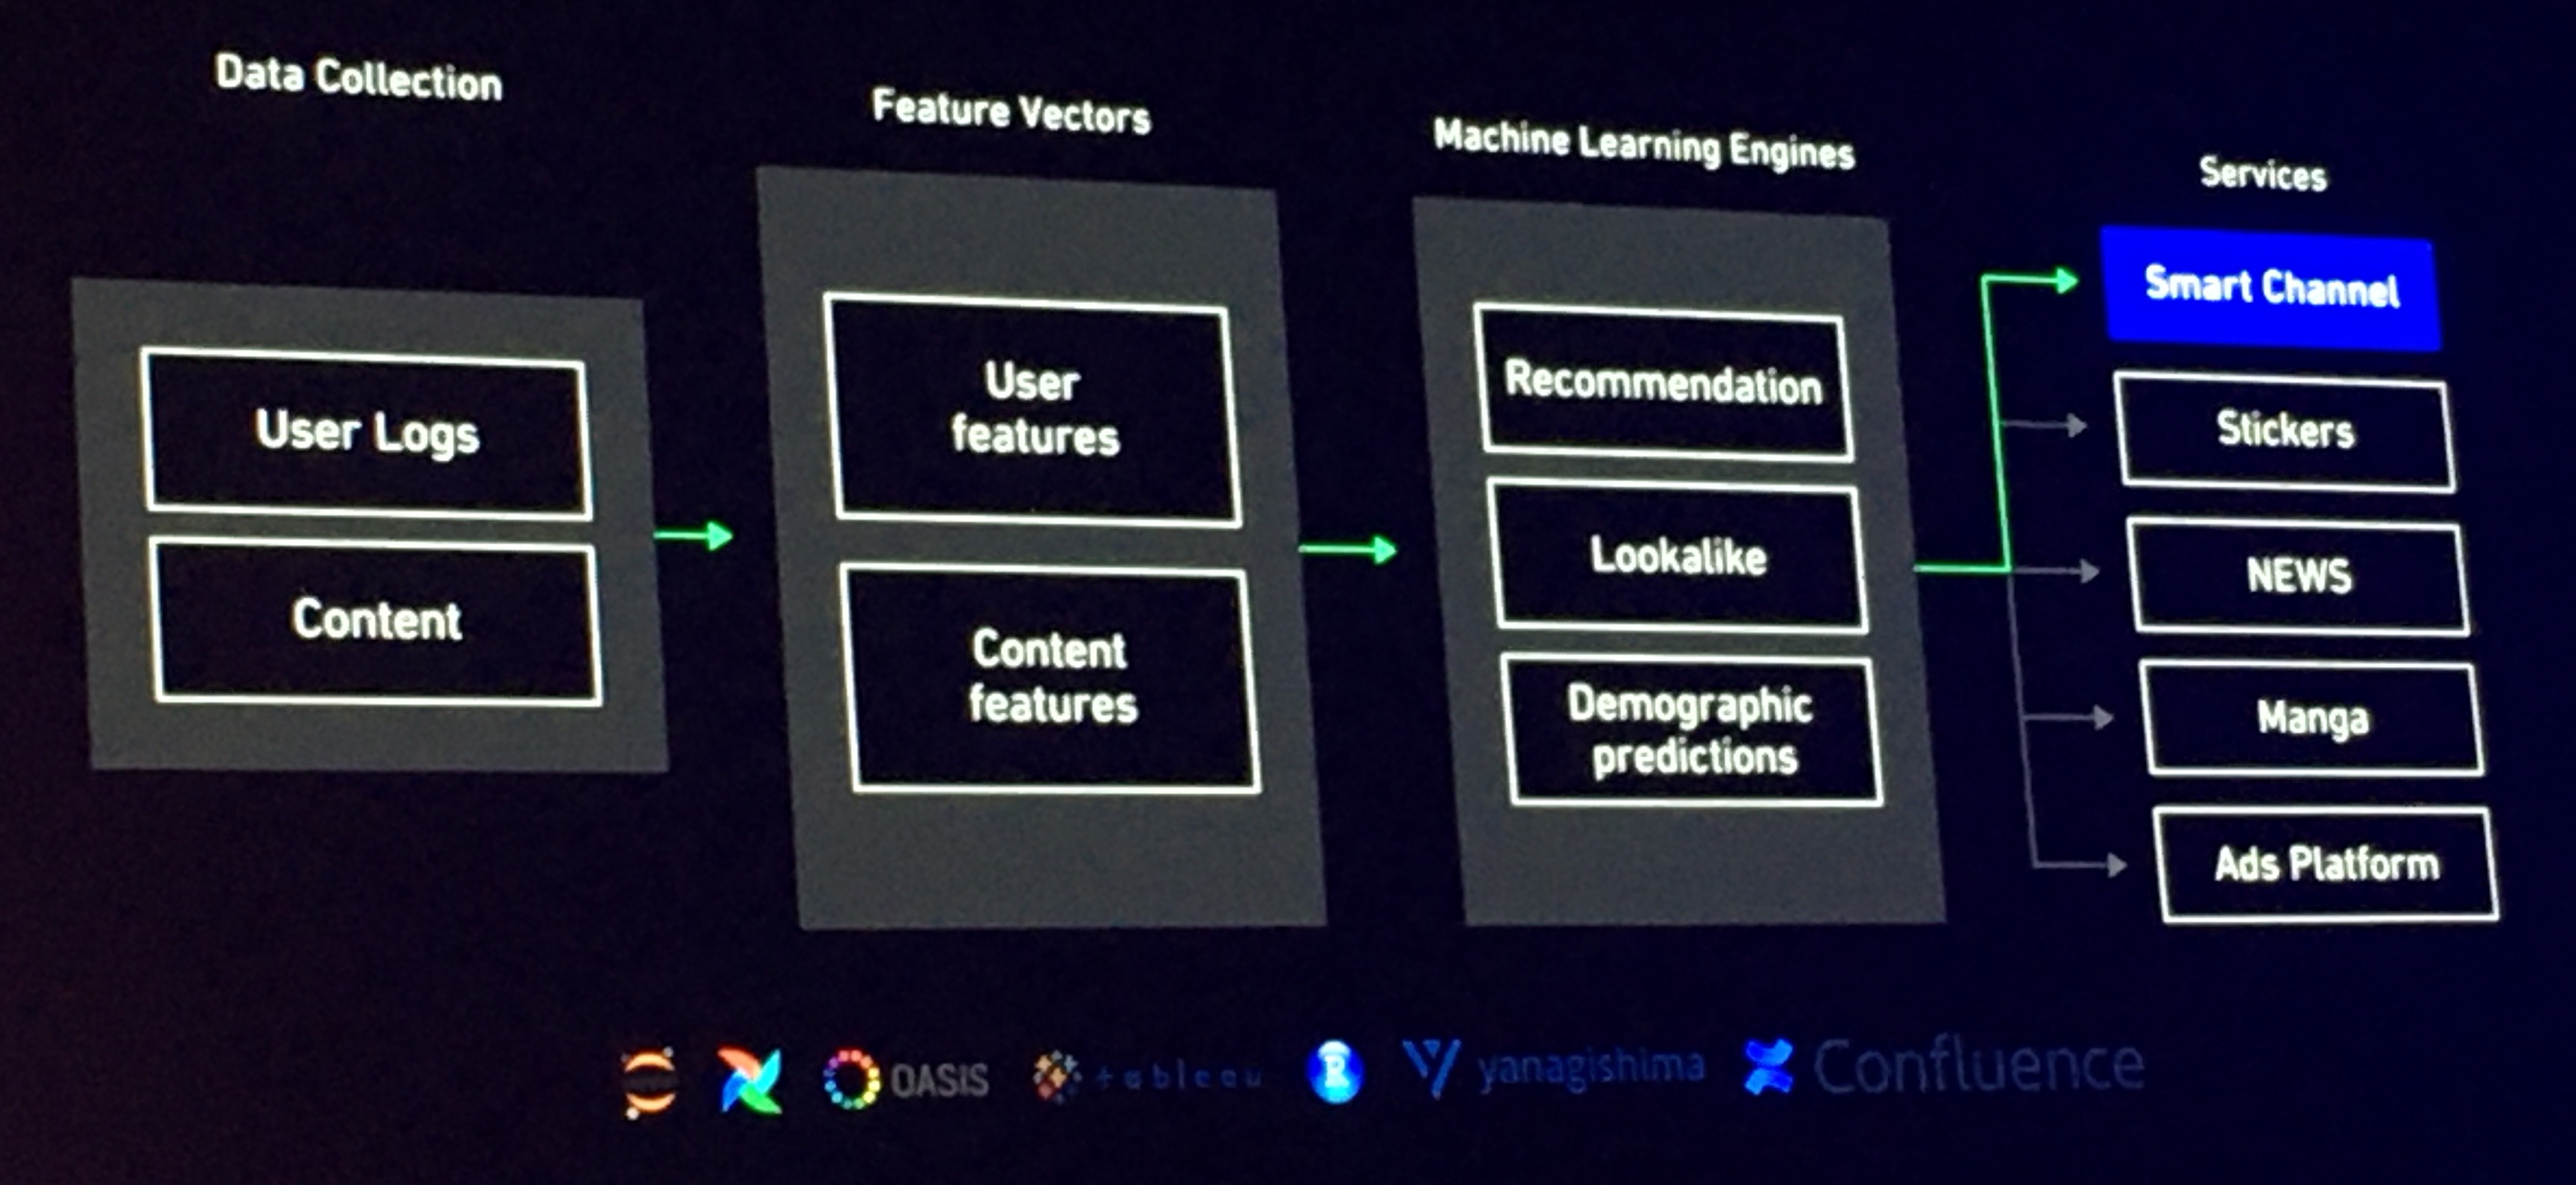 Data Collection
User Logs
Content
Feature Vectors
User
features
Content
features
Machine Learning Engines
Recommendation
Lookalike
Demographic
predictions
Services
Smart Channel
Stickers
NEWS
Manga
Ads Platform
OASIS
tableau
R
yanagishima
Confluence